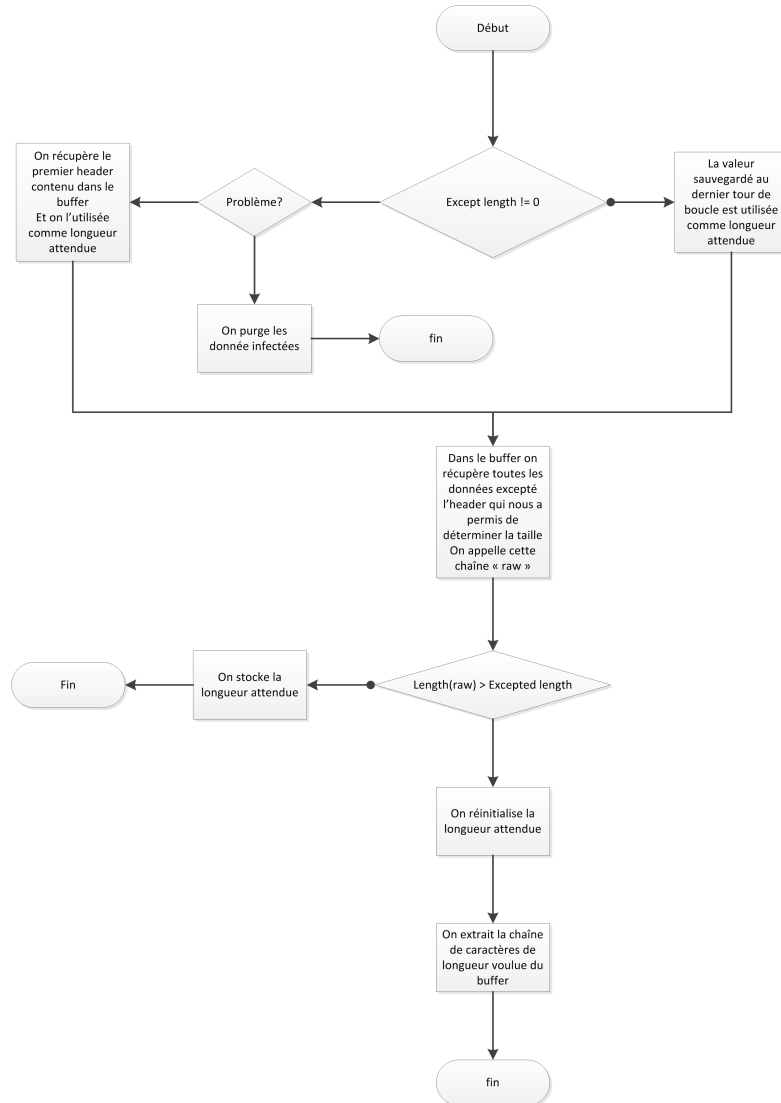 Début
On récupère le
premier header
contenu dans le
buffer
Et on l'utilisée
comme longueur
attendue
Problème?
Except length != 0
La valeur
sauvegardé au
dernier tour de
boucle est utilisée
comme longueur
attendue
On purge les
donnée infectées
fin
Dans le buffer on
récupère toutes les
données excepté
l'header qui nous a
permis de
déterminer la taille
On appelle cette
chaîne « raw »
Fin
On stocke la
longueur attendue
Length(raw) > Excepted length
On réinitialise la
longueur attendue
On extrait la chaîne
de caractères de
longueur voulue du
buffer
fin